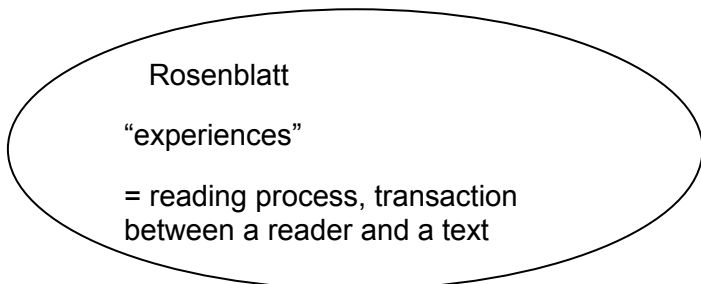 Rosenblatt
“experiences”
= reading process, transaction
between a reader and a text